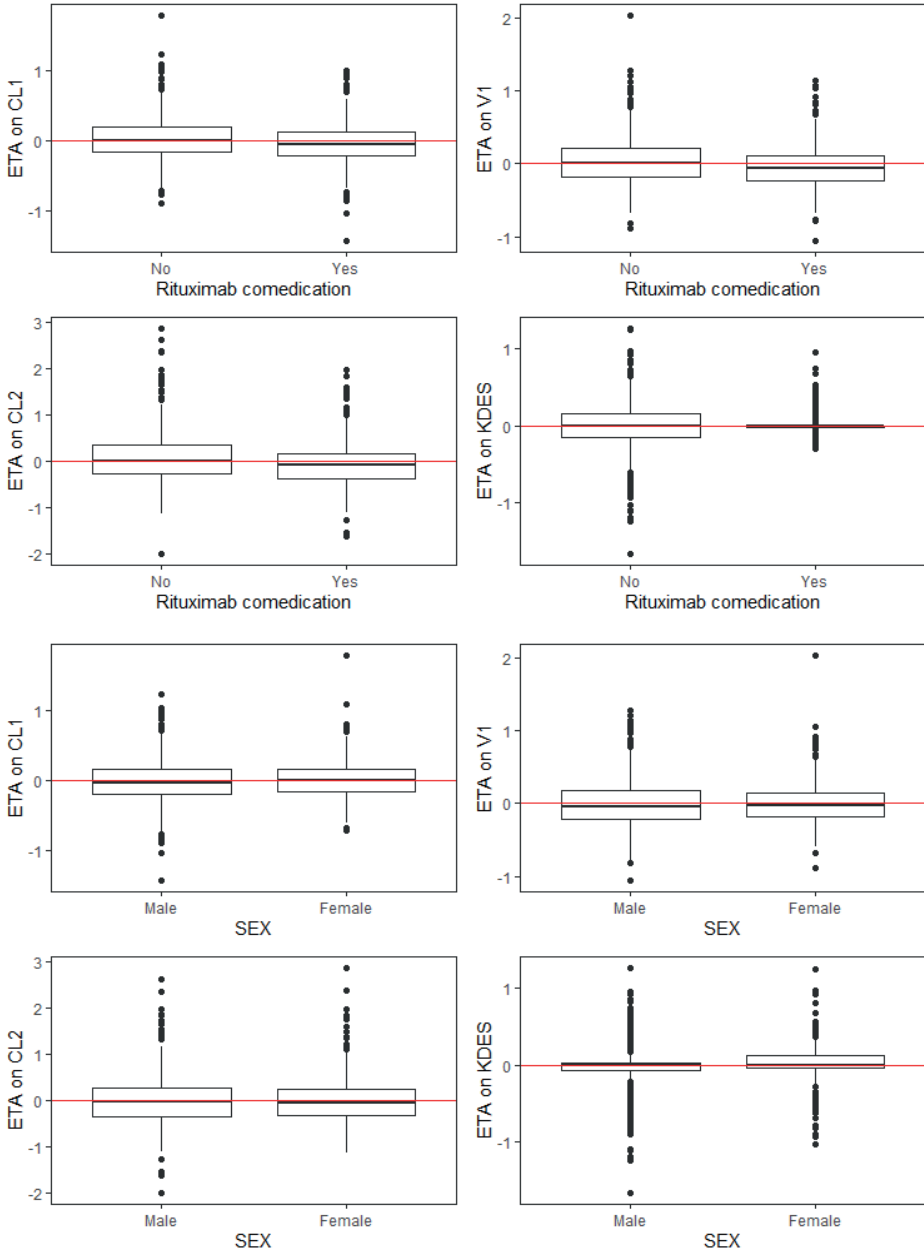 ETA on CL1
1
0
-1
No Yes
Rituximab comedication
ETA on V1
2
1
0
-1
No Yes
Rituximab comedication
ETA on CL2
3
2
1
0
-1
-2
No Yes
Rituximab comedication
ETA on KDES
1
0
-1
No Yes
Rituximab comedication
ETA on CL1
1
0
-1
Male Female
SEX
ETA on V1
2
1
0
-1
Male Female
SEX
ETA on CL2
3
2
1
0
-1
-2
Male Female
SEX
ETA on KDES
1
0
-1
Male Female
SEX